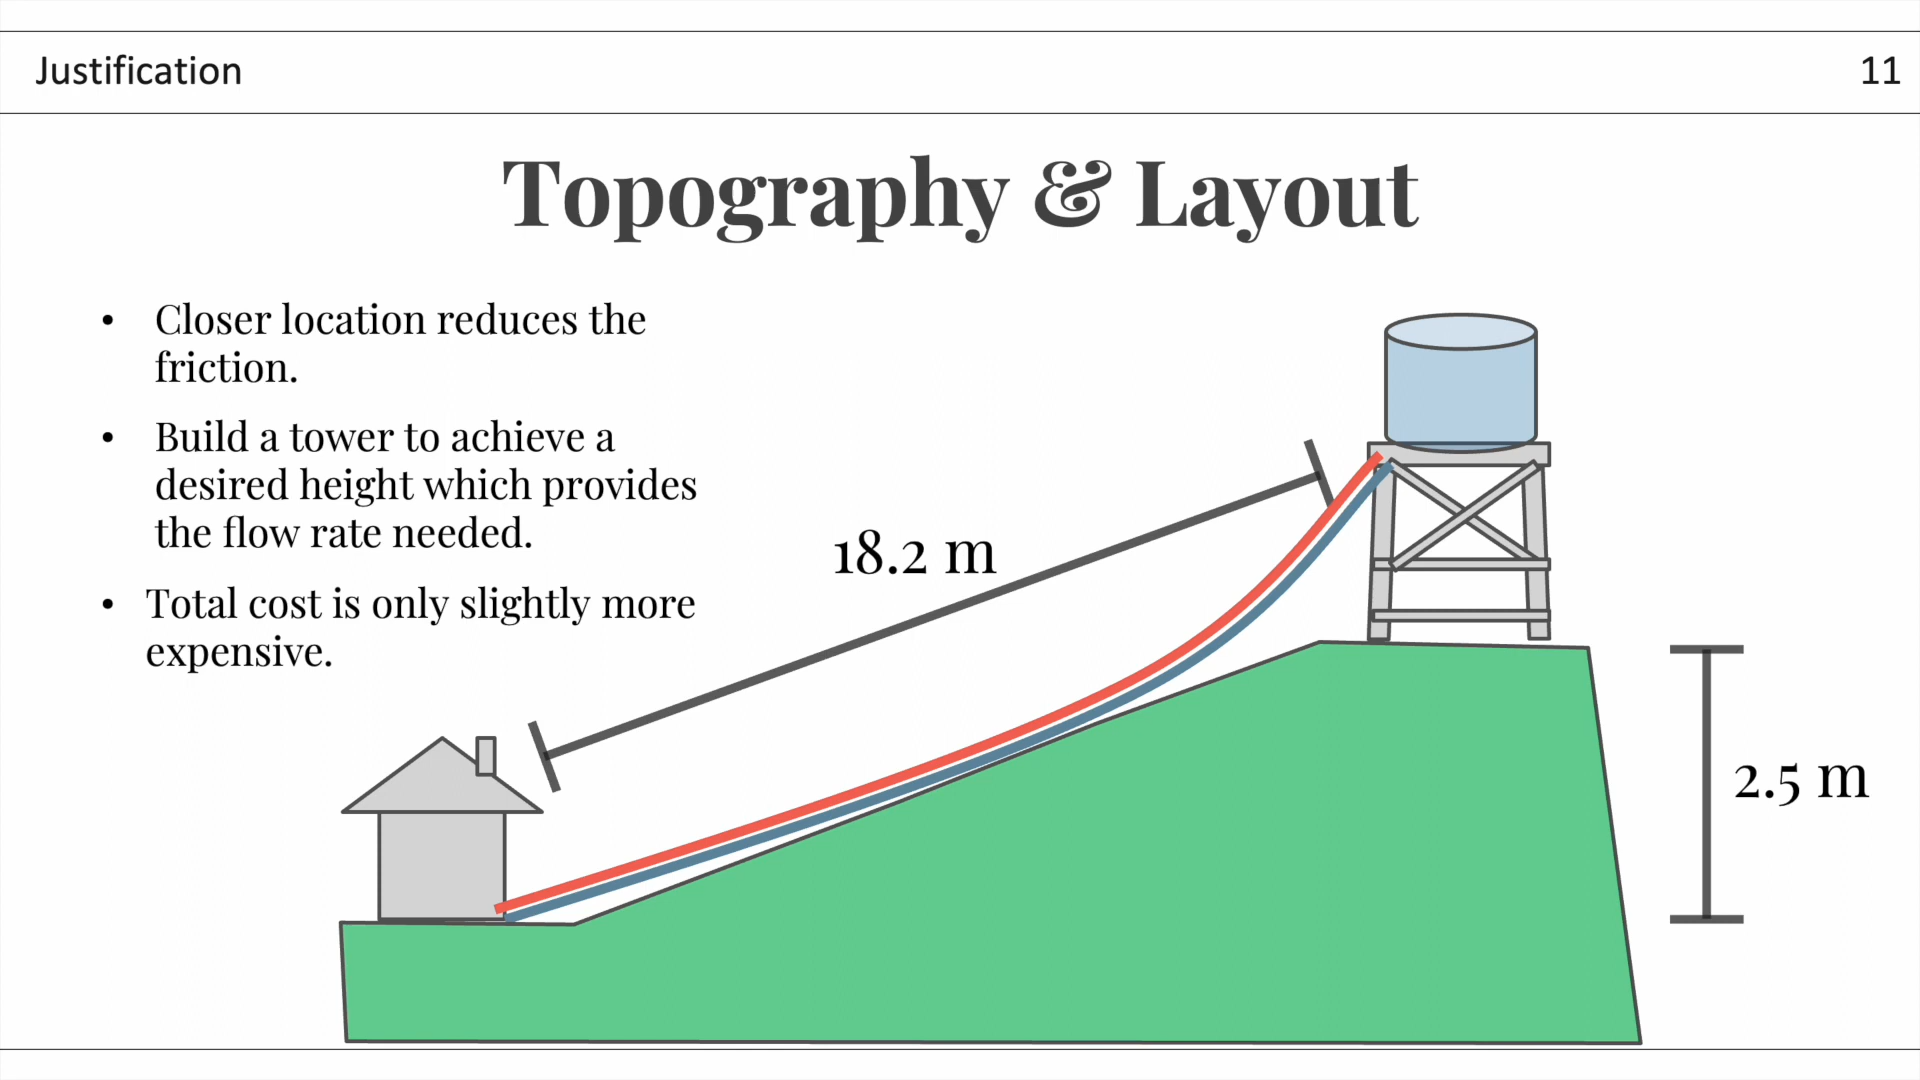 Justification
11
Topography & Layout
• Closer location reduces the
friction.
• Build a tower to achieve a
desired height which provides
the flow rate needed.
• Total cost is only slightly more
expensive.
18.2 m
2.5 m